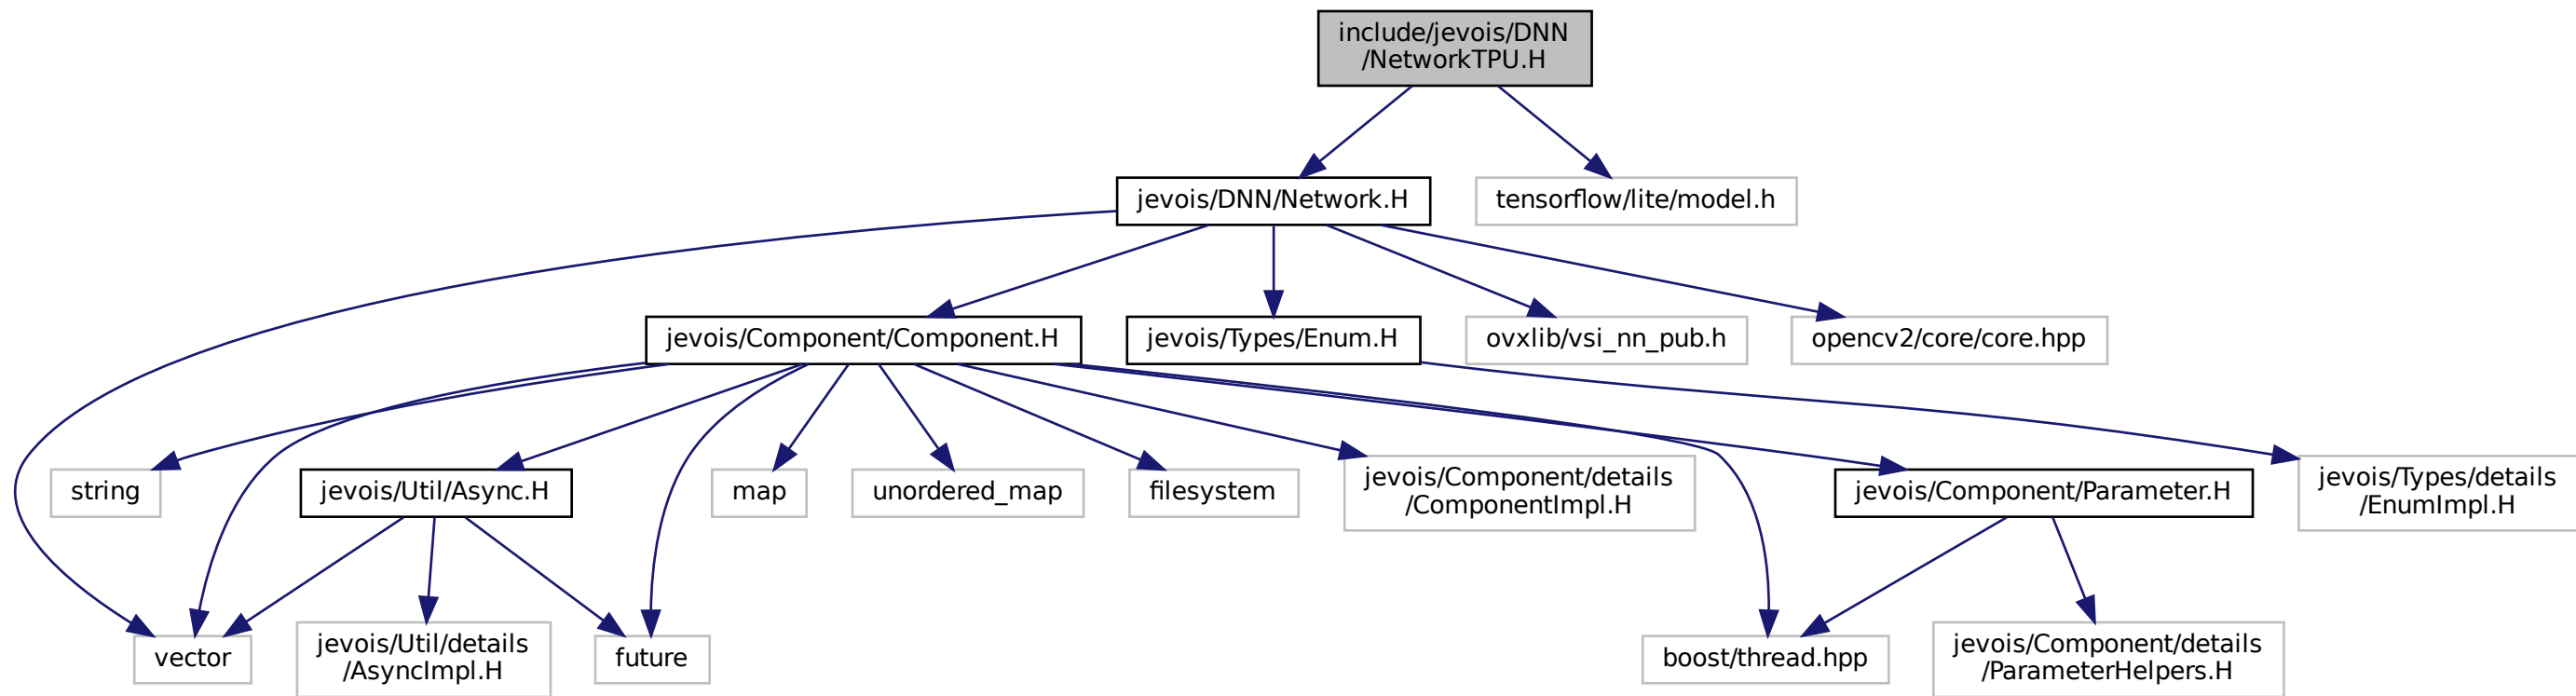 include/jevois/DNN
/NetworkTPU.H
jevois/DNN/Network.H
tensorflow/lite/model.h
jevois/Component/Component.H
jevois/Types/Enum.H
ovxlib/vsi_nn_pub.h
opencv2/core/core.hpp
string
jevois/Util/Async.H
map
unordered_map
filesystem
jevois/Component/details
/ComponentImpl.H
jevois/Component/Parameter.H
jevois/Types/details
/EnumImpl.H
vector
jevois/Util/details
/AsyncImpl.H
future
boost/thread.hpp
jevois/Component/details
/ParameterHelpers.H